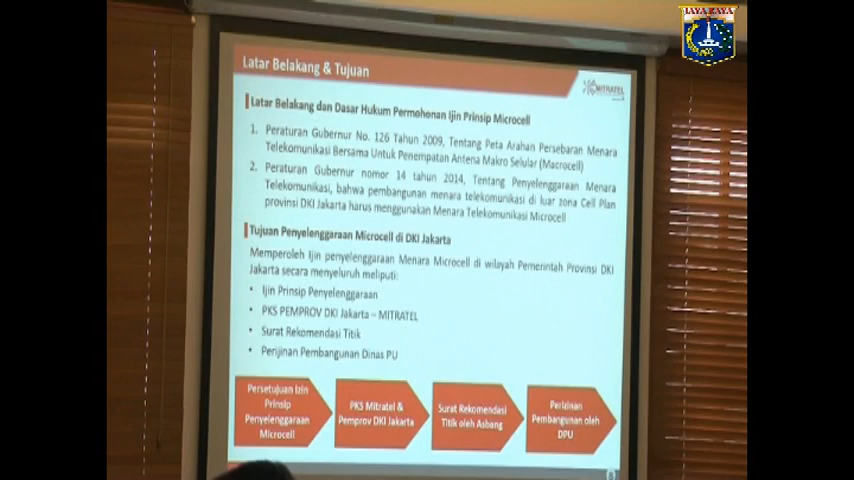 JAYA RAYA
Latar Belakang & Tujuan
MITRATEL
Latar Belakang dan Dasar Hukum Permohonan Ijin Prinsip Microcell
1. Peraturan Gubernur No. 126 Tahun 2009, Tentang Peta Arahan Persebaran Menara
Telekomunikasi Bersama Untuk Penempatan Antena Makro Selular (Macrocell)
2. Peraturan Gubernur nomor 14 tahun 2014, Tentang Penyelenggaraan Menara
Telekomunikasi, bahwa pembangunan menara telekomunikasi di luar zona Cell Plan
provinsi DKI Jakarta harus menggunakan Menara Telekomunikasi Microcell
Tujuan Penyelenggaraan Microcell di DKI Jakarta
Memperoleh Ijin penyelenggaraan Menara Microcell di wilayah Pemerintah Provinsi DKI
Jakarta secara menyeluruh meliputi:
• Ijin Prinsip Penyelenggaraan
• PKS PEMPROV DKI Jakarta – MITRATEL
• Surat Rekomendasi Titik
• Perijinan Pembangunan Dinas PU
Persetujuan Izin
Prinsip
Penyelenggaraan
Microcell
PKS Mitratel &
Pemprov DKI Jakarta
Surat Rekomendasi
Titik oleh Asbang
Perizinan
Pembangunan oleh
DPU